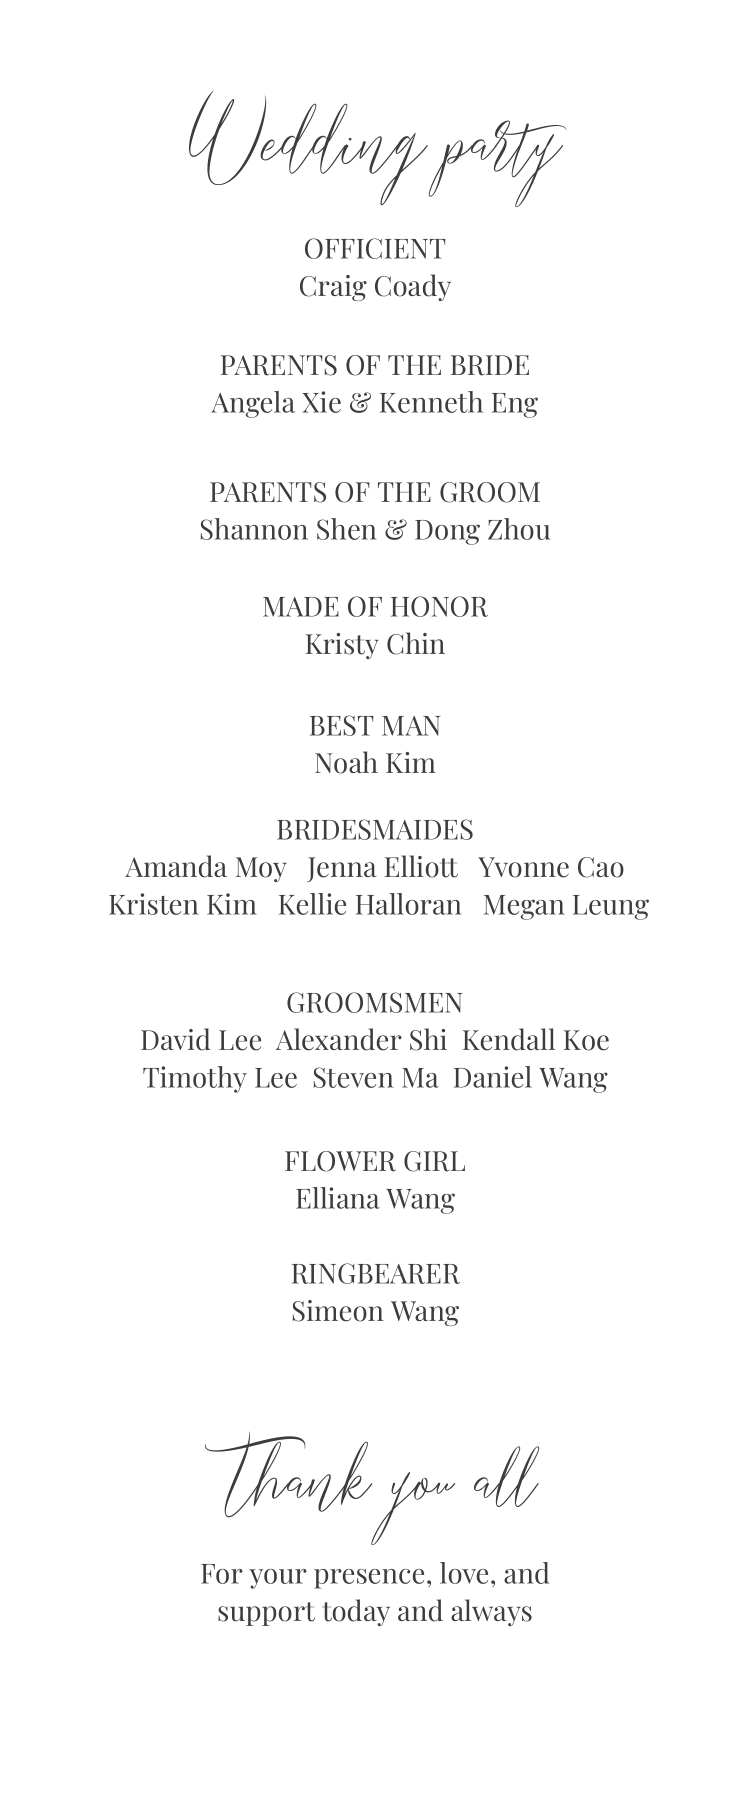 Wedding party
OFFICIENT
Craig Coady
PARENTS OF THE BRIDE
Angela Xie & Kenneth Eng
PARENTS OF THE GROOM
Shannon Shen & Dong Zhou
MADE OF HONOR
Kristy Chin
BEST MAN
Noah Kim
BRIDESMAIDES
Amanda Moy Jenna Elliott Yvonne Cao
Kristen Kim Kellie Halloran Megan Leung
GROOMSMEN
David Lee Alexander Shi Kendall Koe
Timothy Lee Steven Ma Daniel Wang
FLOWER GIRL
Elliana Wang
RINGBEARER
Simeon Wang
Thank you all
For your presence, love, and
support today and always